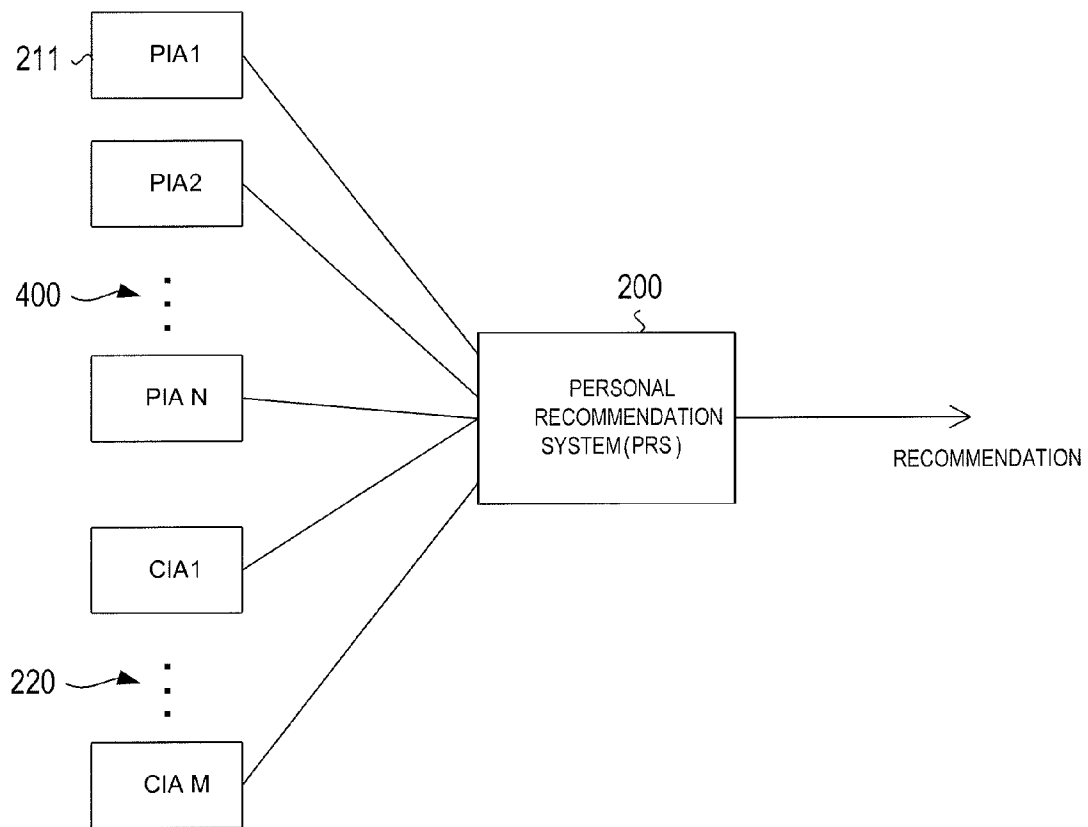 211
PIA1
PIA2
400
PIA N
200
PERSONAL
RECOMMENDATION
SYSTEM(PRS)
RECOMMENDATION
CIA1
220
CIA M